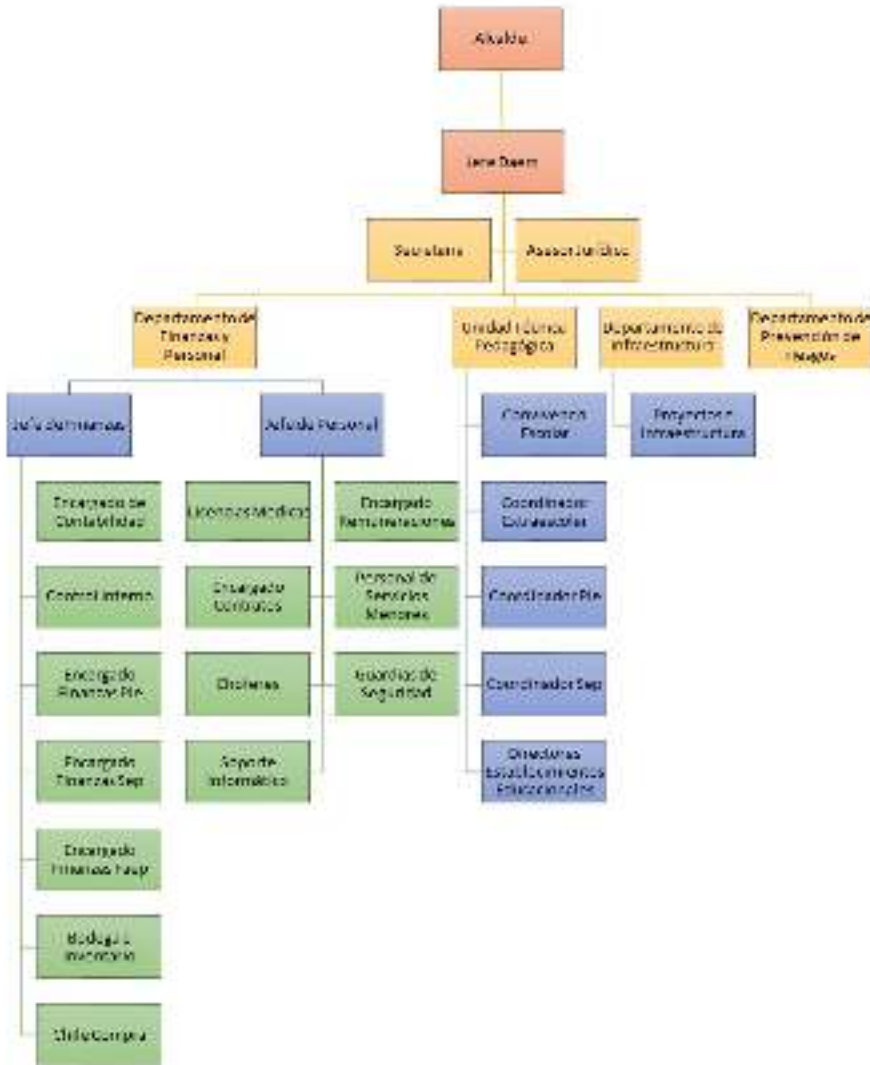 Alcalde
Jefe Daem
Secretaria
Asesor Jurídico
Departamento de
Finanzas y
Personal
Unidad Técnica
Pedagógica
Departamento de
Infraestructura
Departamento de
Prevención de
Riesgos
Jefa de Finanzas
Jefa de Personal
Convivencia
Escolar
Proyectos e
Infraestructura
Encargado de
Contabilidad
Licencias Medicas
Encargado
Remuneraciones
Coordinador
Extraescolar
Control Interno
Encargado
Contratos
Personal de
Servicios
Menores
Coordinador Pie
Encargado
Finanzas Pie
Choferes
Guardias de
Seguridad
Coordinador Sep
Encargado
Finanzas Sep
Soporte
Informático
Directores
Establecimientos
Educacionales
Encargado
Finanzas Faep
Bodega e
Inventario
Chile Compra